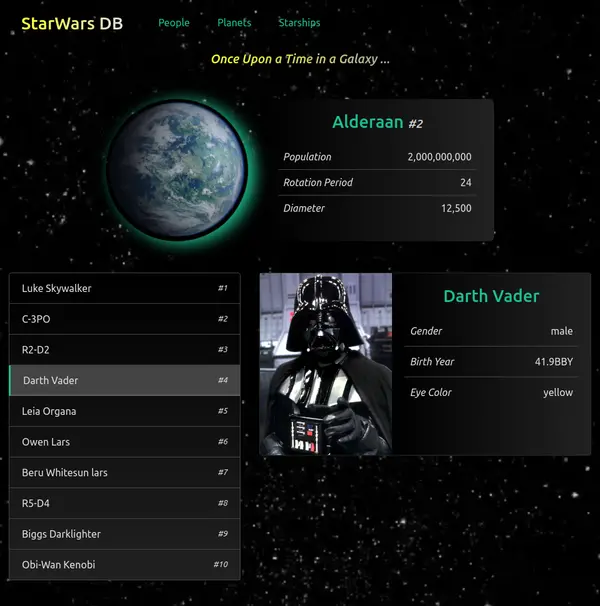 StarWars DB People Planets Starships
Once Upon a Time in a Galaxy ...
Alderaan #2
Population 2,000,000,000
Rotation Period 24
Diameter 12,500
Luke Skywalker #1
C-3PO #2
R2-D2 #3
Darth Vader #4
Leia Organa #5
Owen Lars #6
Beru Whitesun lars #7
R5-D4 #8
Biggs Darklighter #9
Obi-Wan Kenobi #10
Darth Vader
Gender male
Birth Year 41.9BBY
Eye Color yellow